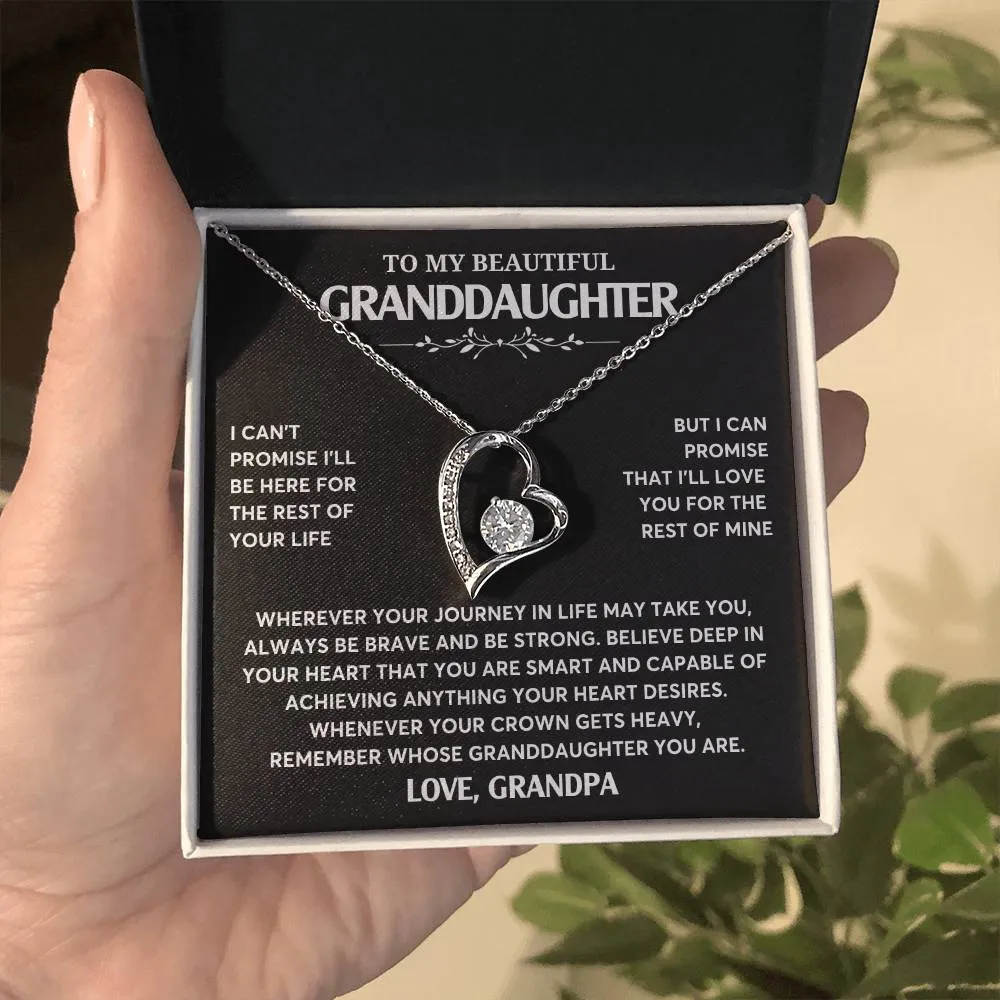 TO MY BEAUTIFUL
GRANDDAUGHTER
I CAN'T
PROMISE I'LL
BE HERE FOR
THE REST OF
YOUR LIFE
BUT I CAN
PROMISE
THAT I'LL LOVE
YOU FOR THE
REST OF MINE
WHEREVER YOUR JOURNEY IN LIFE MAY TAKE YOU,
ALWAYS BE BRAVE AND BE STRONG. BELIEVE DEEP IN
YOUR HEART THAT YOU ARE SMART AND CAPABLE OF
ACHIEVING ANYTHING YOUR HEART DESIRES.
WHENEVER YOUR CROWN GETS HEAVY,
REMEMBER WHOSE GRANDDAUGHTER YOU ARE.
LOVE, GRANDPA